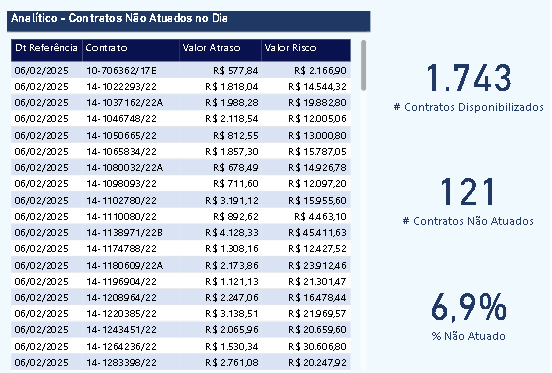 Analítico - Contratos Não Atuados no Dia
Dt Referência Contrato Valor Atraso Valor Risco
06/02/2025 10-706362/17E R$ 577,84 R$ 2.166,90
06/02/2025 14-1022293/22 R$ 1.818,04 R$ 14.544,32
06/02/2025 14-1037162/22A R$ 1.988,28 R$ 19.882,80
06/02/2025 14-1046748/22 R$ 2.118,54 R$ 12.005,06
06/02/2025 14-1050665/22 R$ 812,55 R$ 13.000,80
06/02/2025 14-1065834/22 R$ 1.857,30 R$ 15.787,05
06/02/2025 14-1080032/22A R$ 678,49 R$ 14.926,78
06/02/2025 14-1098093/22 R$ 711,60 R$ 12.097,20
06/02/2025 14-1102780/22 R$ 3.191,12 R$ 15.955,60
06/02/2025 14-1110080/22 R$ 892,62 R$ 4.463,10
06/02/2025 14-1138971/22B R$ 4.128,33 R$ 45.411,63
06/02/2025 14-1174788/22 R$ 1.308,16 R$ 12.427,52
06/02/2025 14-1180609/22A R$ 2.173,86 R$ 23.912,46
06/02/2025 14-1196904/22 R$ 1.121,13 R$ 21.301,47
06/02/2025 14-1208964/22 R$ 2.247,06 R$ 16.478,44
06/02/2025 14-1220385/22 R$ 3.138,51 R$ 21.969,57
06/02/2025 14-1243451/22 R$ 2.065,96 R$ 20.659,60
06/02/2025 14-1264236/22 R$ 1.530,34 R$ 30.606,80
06/02/2025 14-1283398/22 R$ 2.761,08 R$ 20.247,92
1.743
# Contratos Disponibilizados
121
# Contratos Não Atuados
6,9%
% Não Atuado